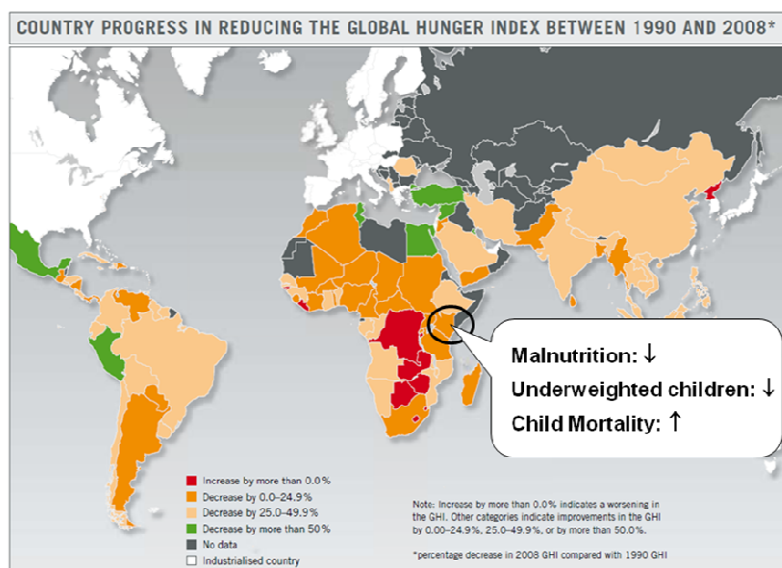 COUNTRY PROGRESS IN REDUCING THE GLOBAL HUNGER INDEX BETWEEN 1990 AND 2008*
Malnutrition: ↓
Underweighted children: ↓
Child Mortality: ↑
Increase by more than 0.0%
Decrease by 0.0–24.9%
Decrease by 25.0–49.9%
Decrease by more than 50%
No data
Industrialised country
Note: Increase by more than 0.0% indicates a worsening in
the GHI. Other categories indicate improvements in the GHI
by 0.00–24.9%, 25.0–49.9%, or by more than 50.0%.
*percentage decrease in 2008 GHI compared with 1990 GHI